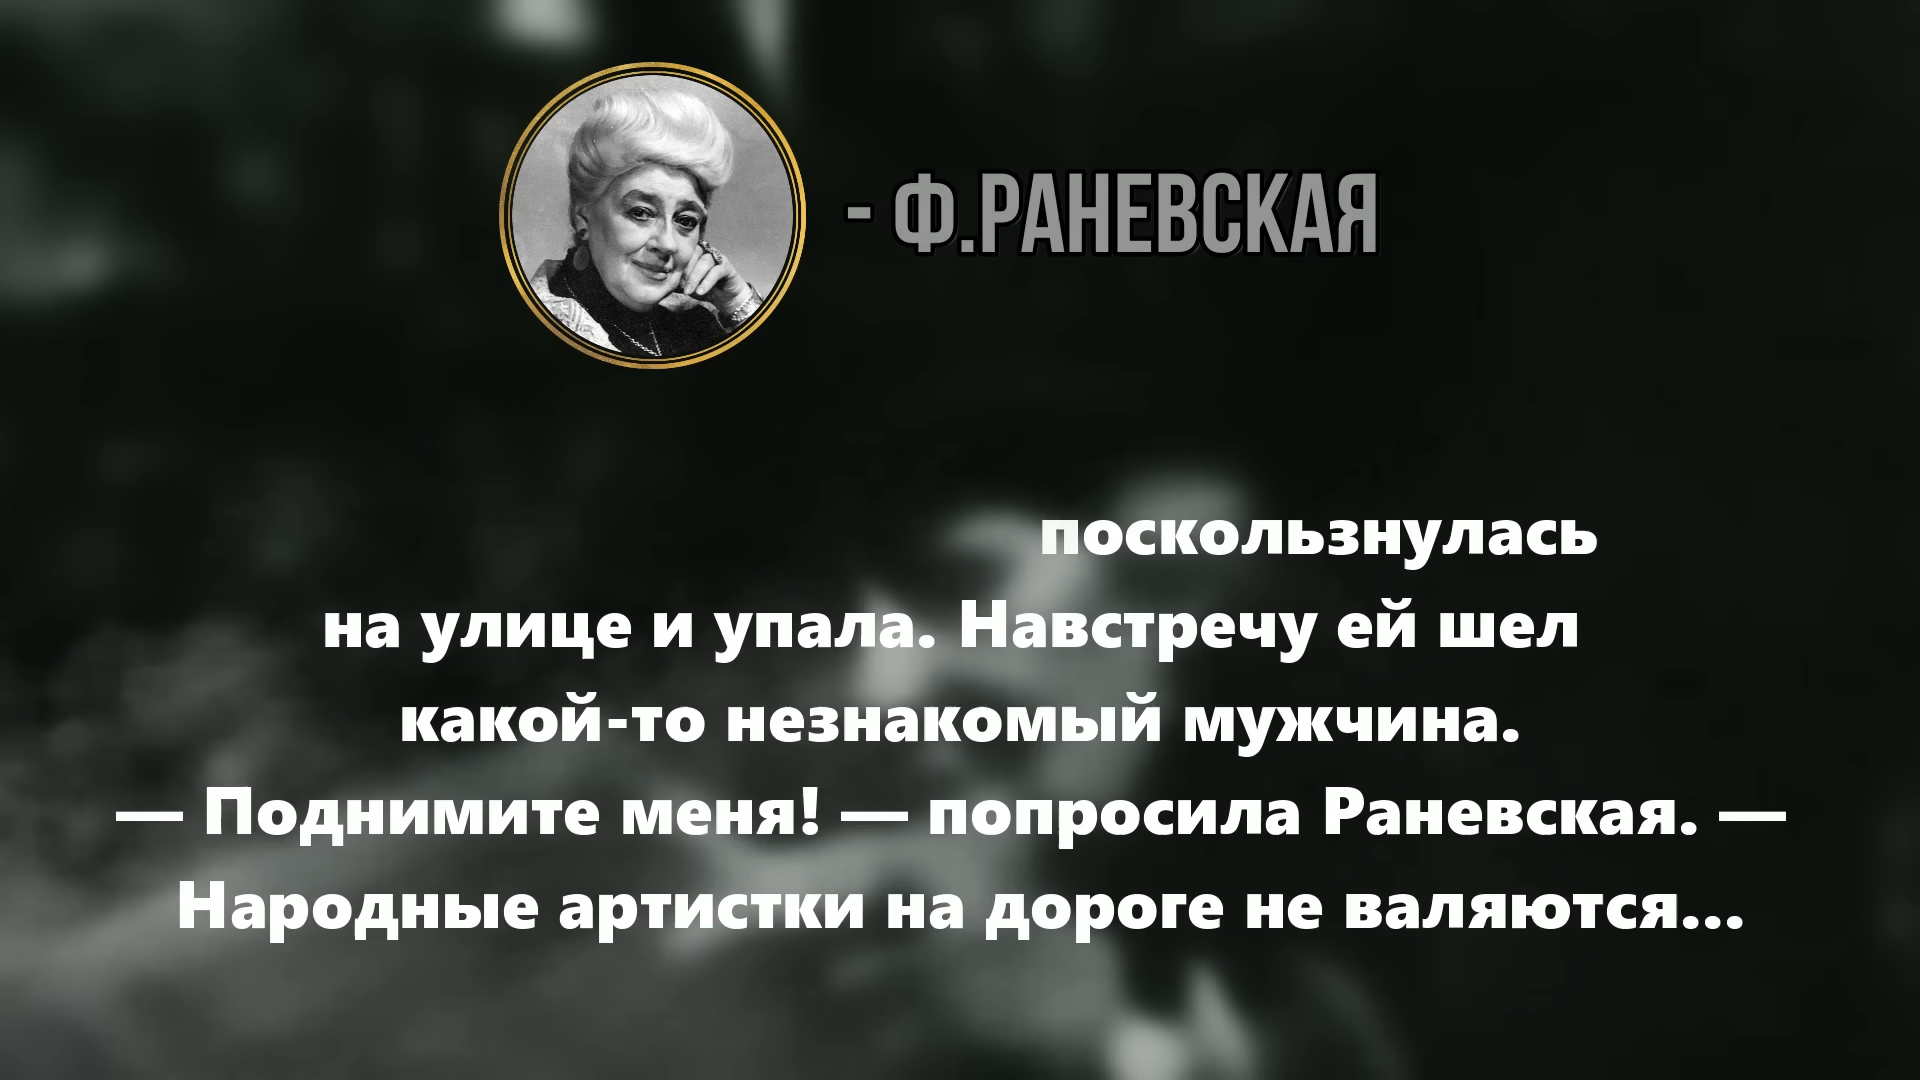 - Ф.РАНЕВСКАЯ
поскользнулась
на улице и упала. Навстречу ей шел
какой-то незнакомый мужчина.
— Поднимите меня! — попросила Раневская. —
Народные артистки на дороге не валяются...